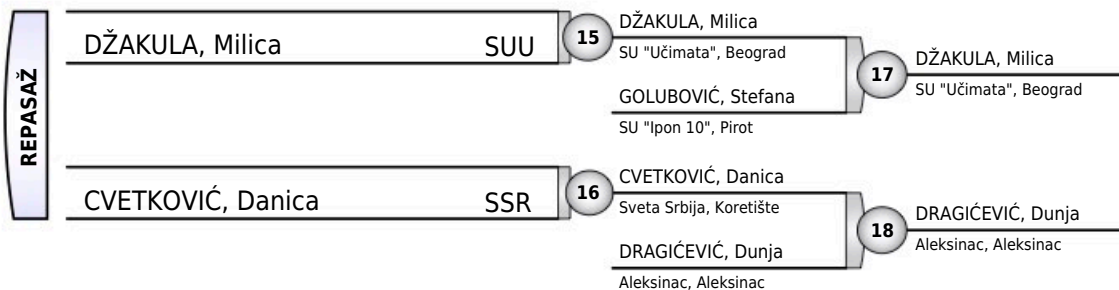 REPASAŽ
DŽAKULA, Milica SUU
15
DŽAKULA, Milica
SU "Učimata", Beograd
GOLUBOVIĆ, Stefana
SU "Ipon 10", Pirot
17
DŽAKULA, Milica
SU "Učimata", Beograd
CVETKOVIĆ, Danica SSR
16
CVETKOVIĆ, Danica
Sveta Srbija, Koretište
DRAGIĆEVIĆ, Dunja
Aleksinac, Aleksinac
18
DRAGIĆEVIĆ, Dunja
Aleksinac, Aleksinac